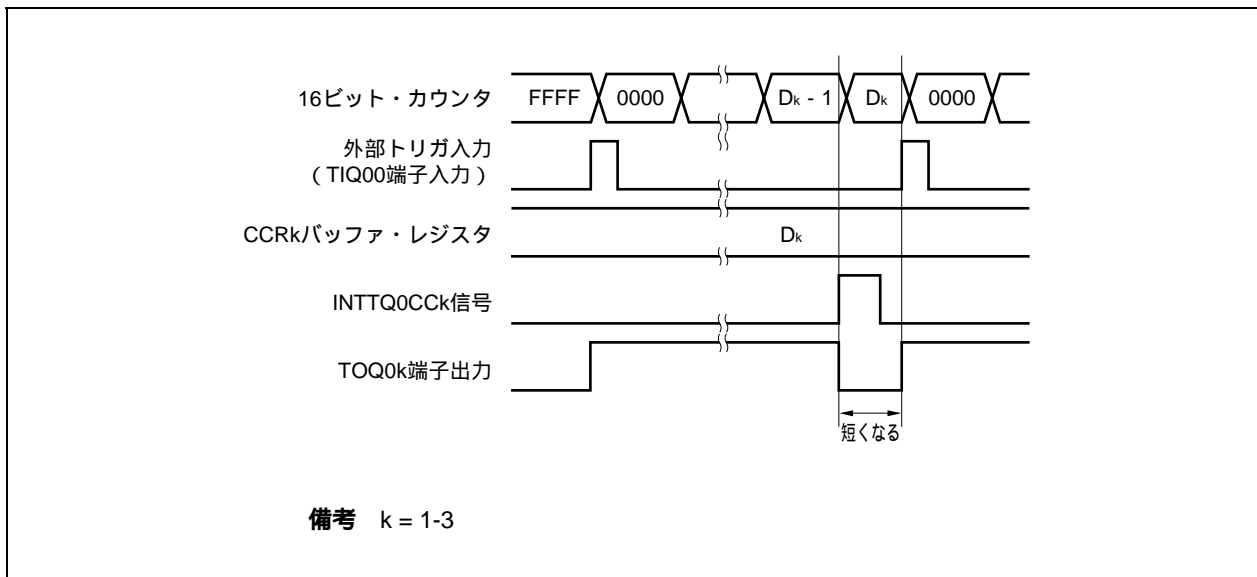 16ビット・カウンタ FFFF 0000 Dk - 1 Dk 0000
外部トリガ入力
（TIQ00端子入力）
CCRkバッファ・レジスタ Dk
INTTQ0CCk信号
TOQ0k端子出力
短くなる
備考 k = 1-3